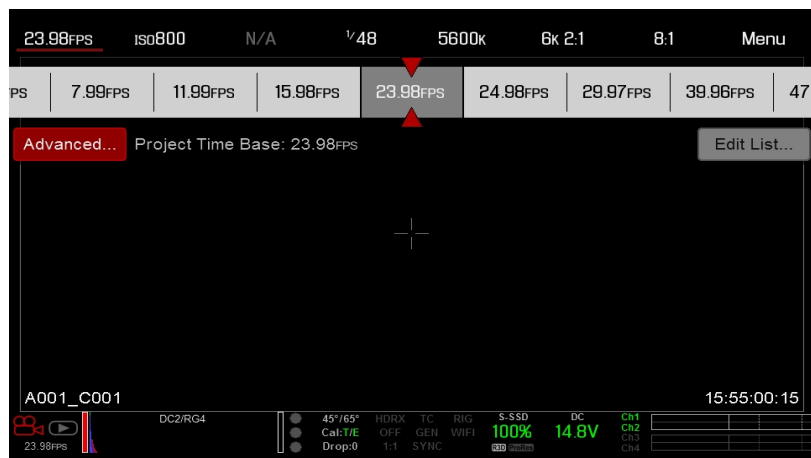 23.98FPS ISO800 N/A 1/48 5600K 6K 2:1 8:1 Menu
PS 7.99FPS 11.99FPS 15.98FPS 23.98FPS 24.98FPS 29.97FPS 39.96FPS 47
Advanced... Project Time Base: 23.98FPS Edit List...
A001_C001 15:55:00:15
DC2/RG4 45°/65° HDRX TC RIG S-SSD DC Ch1
Cal:T/E OFF GEN WIFI 100% 14.8V Ch2
Ch3
23.98FPS Drop:0 1:1 SYNC R3D ProRes Ch4